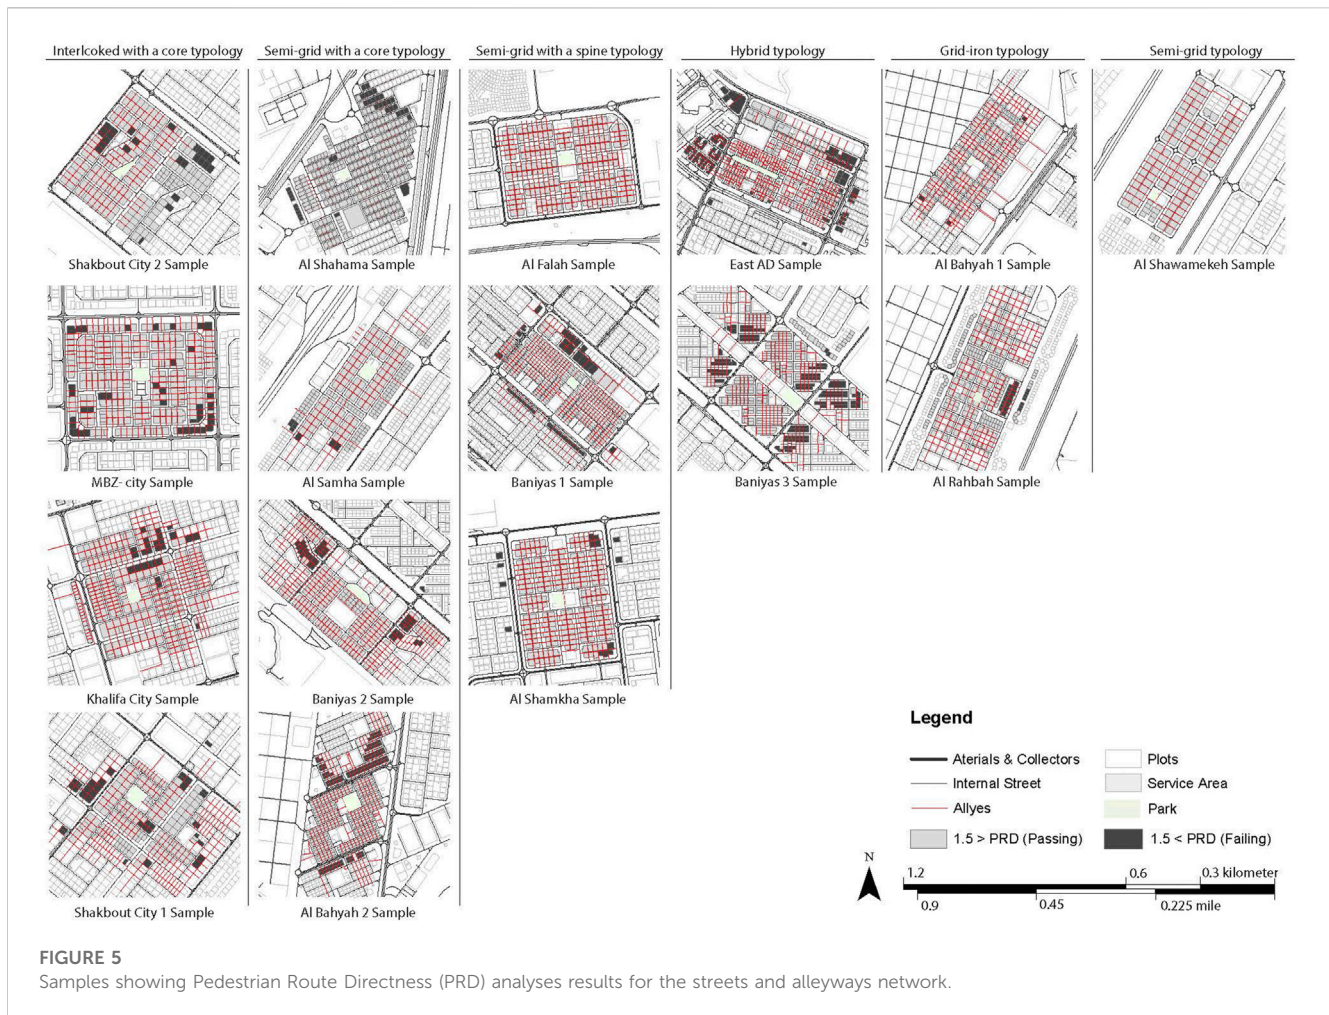 Interlcoked with a core typology
Semi-grid with a core typology
Semi-grid with a spine typology
Hybrid typology
Grid-iron typology
Semi-grid typology
Shakbout City 2 Sample
Al Shahama Sample
Al Falah Sample
East AD Sample
Al Bahyah 1 Sample
Al Shawamekeh Sample
MBZ- city Sample
Al Samha Sample
Baniyas 1 Sample
Baniyas 3 Sample
Al Rahbah Sample
Khalifa City Sample
Baniyas 2 Sample
Al Shamkha Sample
Shakbout City 1 Sample
Al Bahyah 2 Sample
Legend
Aterials & Collectors
Plots
Internal Street
Service Area
Allyes
Park
1.5 > PRD (Passing)
1.5 < PRD (Failing)
N
1.2
0.6
0.3 kilometer
0.9
0.45
0.225 mile
FIGURE 5
Samples showing Pedestrian Route Directness (PRD) analyses results for the streets and alleyways network.